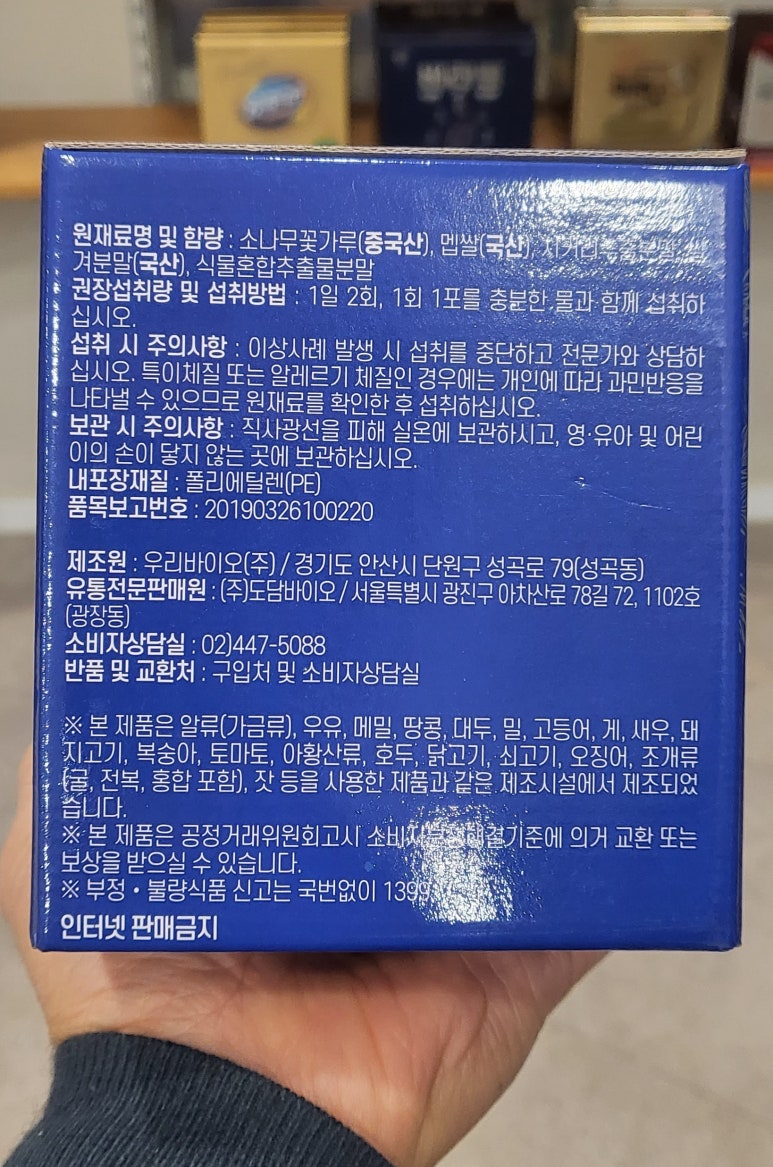 원재료명 및 함량 : 소나무꽃가루(중국산), 멥쌀(국산),
겨분말(국산), 식물혼합추출물분말
권장섭취량 및 섭취방법 : 1일 2회, 1회 1포를 충분한 물과 함께 섭취하
십시오.
섭취 시 주의사항 : 이상사례 발생 시 섭취를 중단하고 전문가와 상담하
십시오. 특이체질 또는 알레르기 체질인 경우에는 개인에 따라 과민반응을
나타낼 수 있으므로 원재료를 확인한 후 섭취하십시오.
보관 시 주의사항 : 직사광선을 피해 실온에 보관하시고, 영·유아 및 어린
이의 손이 닿지 않는 곳에 보관하십시오.
내포장재질 : 폴리에틸렌(PE)
품목보고번호 : 20190326100220
제조원 : 우리바이오(주) / 경기도 안산시 단원구 성곡로 79(성곡동)
유통전문판매원 : (주)도담바이오 / 서울특별시 광진구 아차산로 78길 72, 1102호
(광장동)
소비자상담실 : 02)447-5088
반품 및 교환처 : 구입처 및 소비자상담실
※ 본 제품은 알류(가금류), 우유, 메밀, 땅콩, 대두, 밀, 고등어, 게, 새우, 돼
지고기, 복숭아, 토마토, 아황산류, 호두, 닭고기, 쇠고기, 오징어, 조개류
(굴, 전복, 홍합 포함), 잣 등을 사용한 제품과 같은 제조시설에서 제조되었
습니다.
※ 본 제품은 공정거래위원회고시 소비자분쟁해결기준에 의거 교환 또는
보상을 받으실 수 있습니다.
※ 부정 • 불량식품 신고는 국번없이 1399
인터넷 판매금지